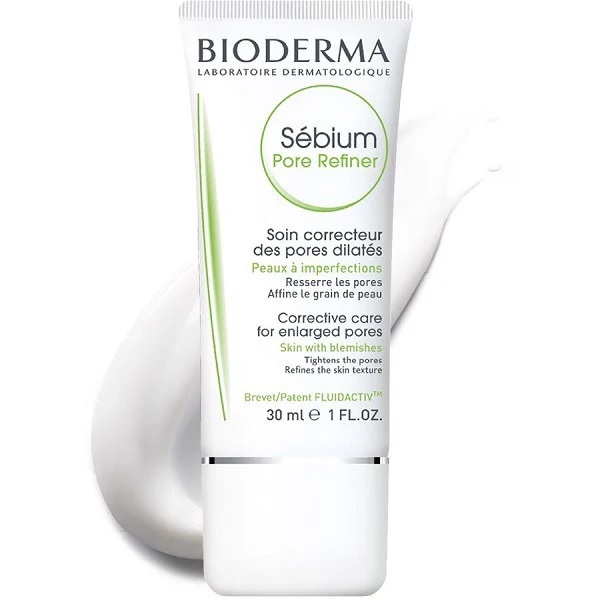 BIODERMA
LABORATOIRE DERMATOLOGIQUE
Sébium
Pore Refiner
Soin correcteur
des pores dilatés
Peaux à imperfections
Resserre les pores
Affine le grain de peau
Corrective care
for enlarged pores
Skin with blemishes
Tightens the pores
Refines the skin texture
Brevet/Patent FLUIDACTIV™
30 ml e 1 FL.OZ.